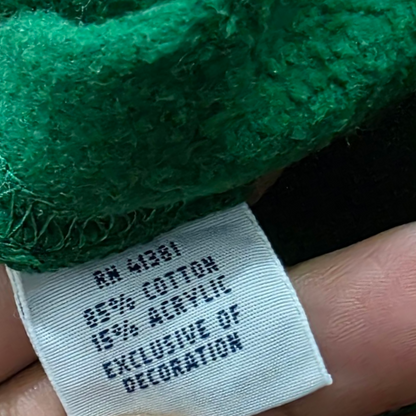 RN 41381
85% COTTON
15% ACRYLIC
EXCLUSIVE OF
DECORATION